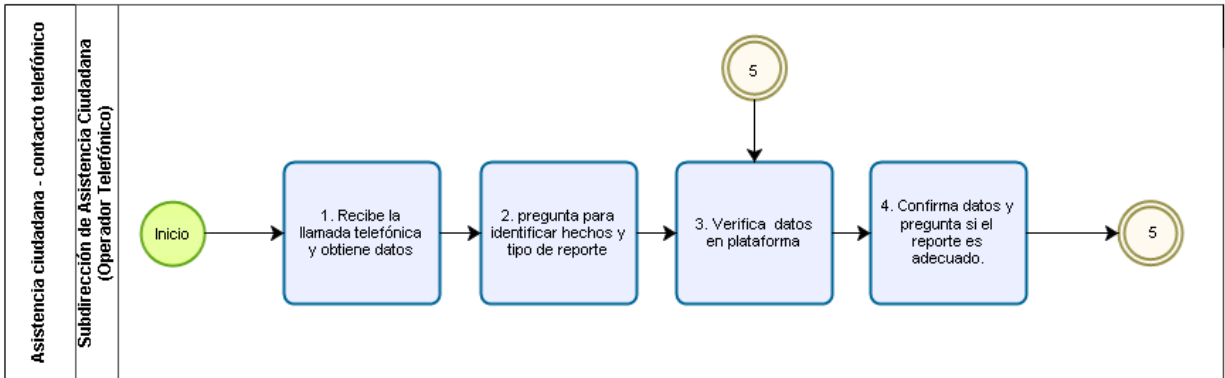 Asistencia ciudadana - contacto telefónico
Subdirección de Asistencia Ciudadana
(Operador Telefónico)
5
Inicio
1. Recibe la
llamada telefónica
y obtiene datos
2. pregunta para
identificar hechos y
tipo de reporte
3. Verifica datos
en plataforma
4. Confirma datos y
pregunta si el
reporte es
adecuado.
5